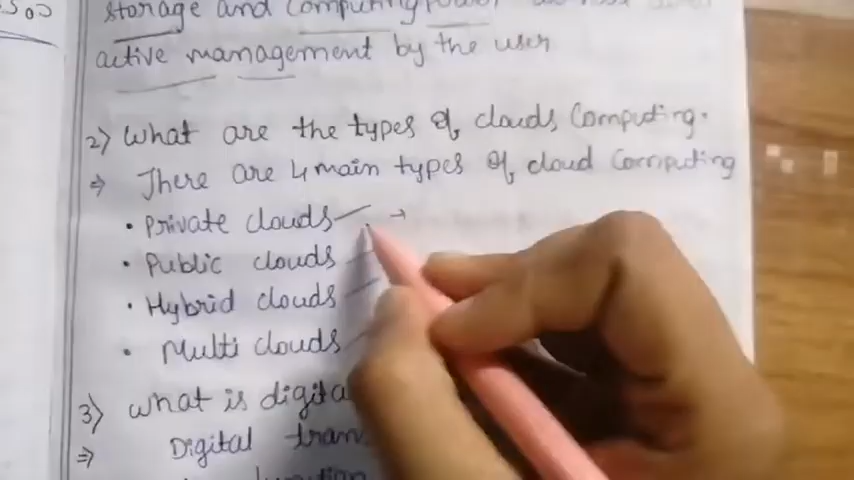 storage and Computing
active management by the user
2) What are the types of clouds Computing.
⇒ There are 4 main types of cloud Computing
• Private clouds →
• Public clouds
• Hybrid clouds
• Multi clouds
3) what is digita
⇒ Digital tran